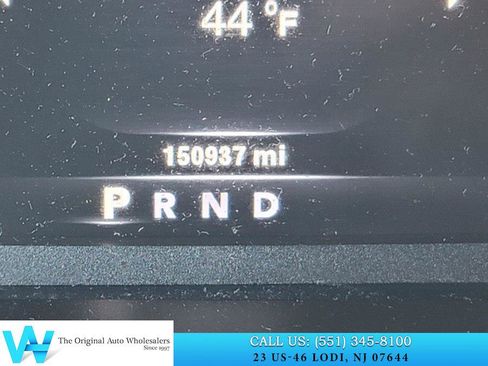 44 °F
150937 mi
P R N D
The Original Auto Wholesalers
Since 1997
CALL US: (551) 345-8100
23 US-46 LODI, NJ 07644